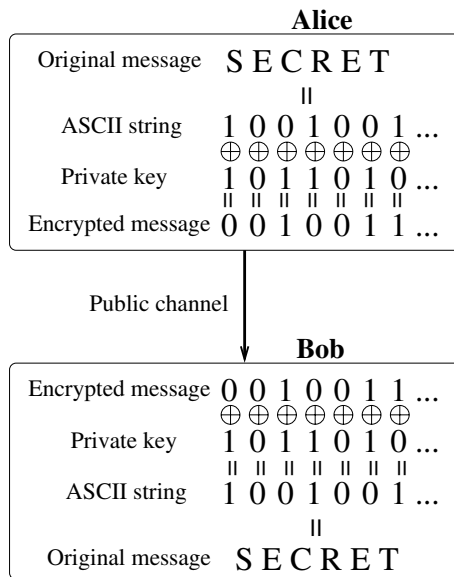 Alice
Original message S E C R E T
=
ASCII string 1 0 0 1 0 0 1 ...
⊕ ⊕ ⊕ ⊕ ⊕ ⊕ ⊕
Private key 1 0 1 1 0 1 0 ...
= = = = = = =
Encrypted message 0 0 1 0 0 1 1 ...
Public channel
Bob
Encrypted message 0 0 1 0 0 1 1 ...
⊕ ⊕ ⊕ ⊕ ⊕ ⊕ ⊕
Private key 1 0 1 1 0 1 0 ...
= = = = = = =
ASCII string 1 0 0 1 0 0 1 ...
=
Original message S E C R E T